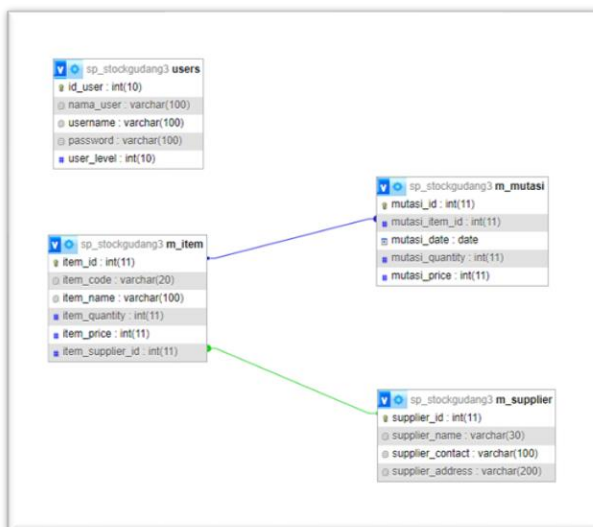 sp_stockgudang3 users
id_user : int(10)
nama_user : varchar(100)
username : varchar(100)
password : varchar(100)
user_level : int(10)
sp_stockgudang3 m_mutasi
mutasi_id : int(11)
mutasi_item_id : int(11)
mutasi_date : date
mutasi_quantity : int(11)
mutasi_price : int(11)
sp_stockgudang3 m_item
item_id : int(11)
item_code : varchar(20)
item_name : varchar(100)
item_quantity : int(11)
item_price : int(11)
item_supplier_id : int(11)
sp_stockgudang3 m_supplier
supplier_id : int(11)
supplier_name : varchar(30)
supplier_contact : varchar(100)
supplier_address : varchar(200)